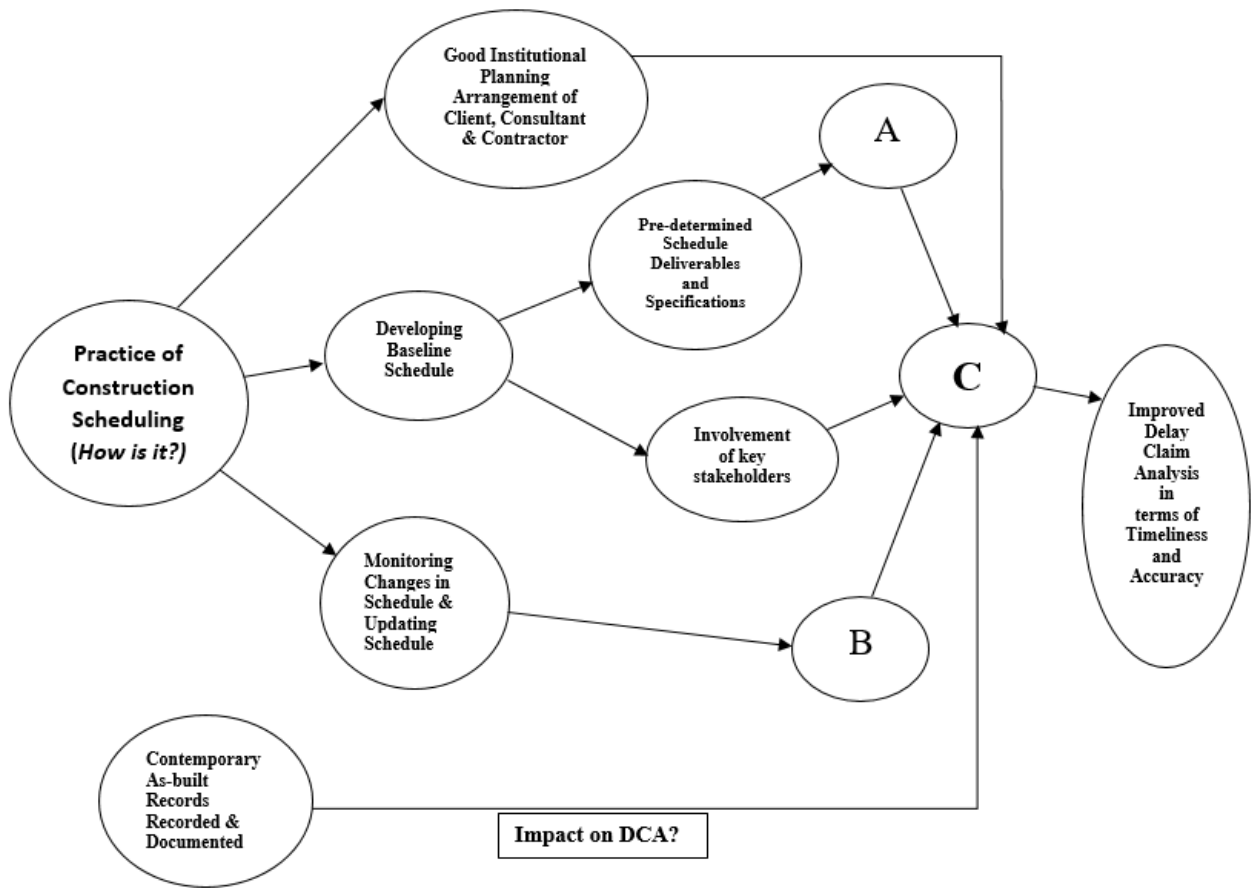 Good Institutional
Planning
Arrangement of
Client, Consultant
& Contractor
A
Pre-determined
Schedule
Deliverables
and
Specifications
Developing
Baseline
Schedule
Practice of
Construction
Scheduling
(How is it?)
C
Involvement
of key
stakeholders
Improved
Delay
Claim
Analysis
in
terms of
Timeliness
and
Accuracy
Monitoring
Changes in
Schedule &
Updating
Schedule
B
Contemporary
As-built
Records
Recorded &
Documented
Impact on DCA?